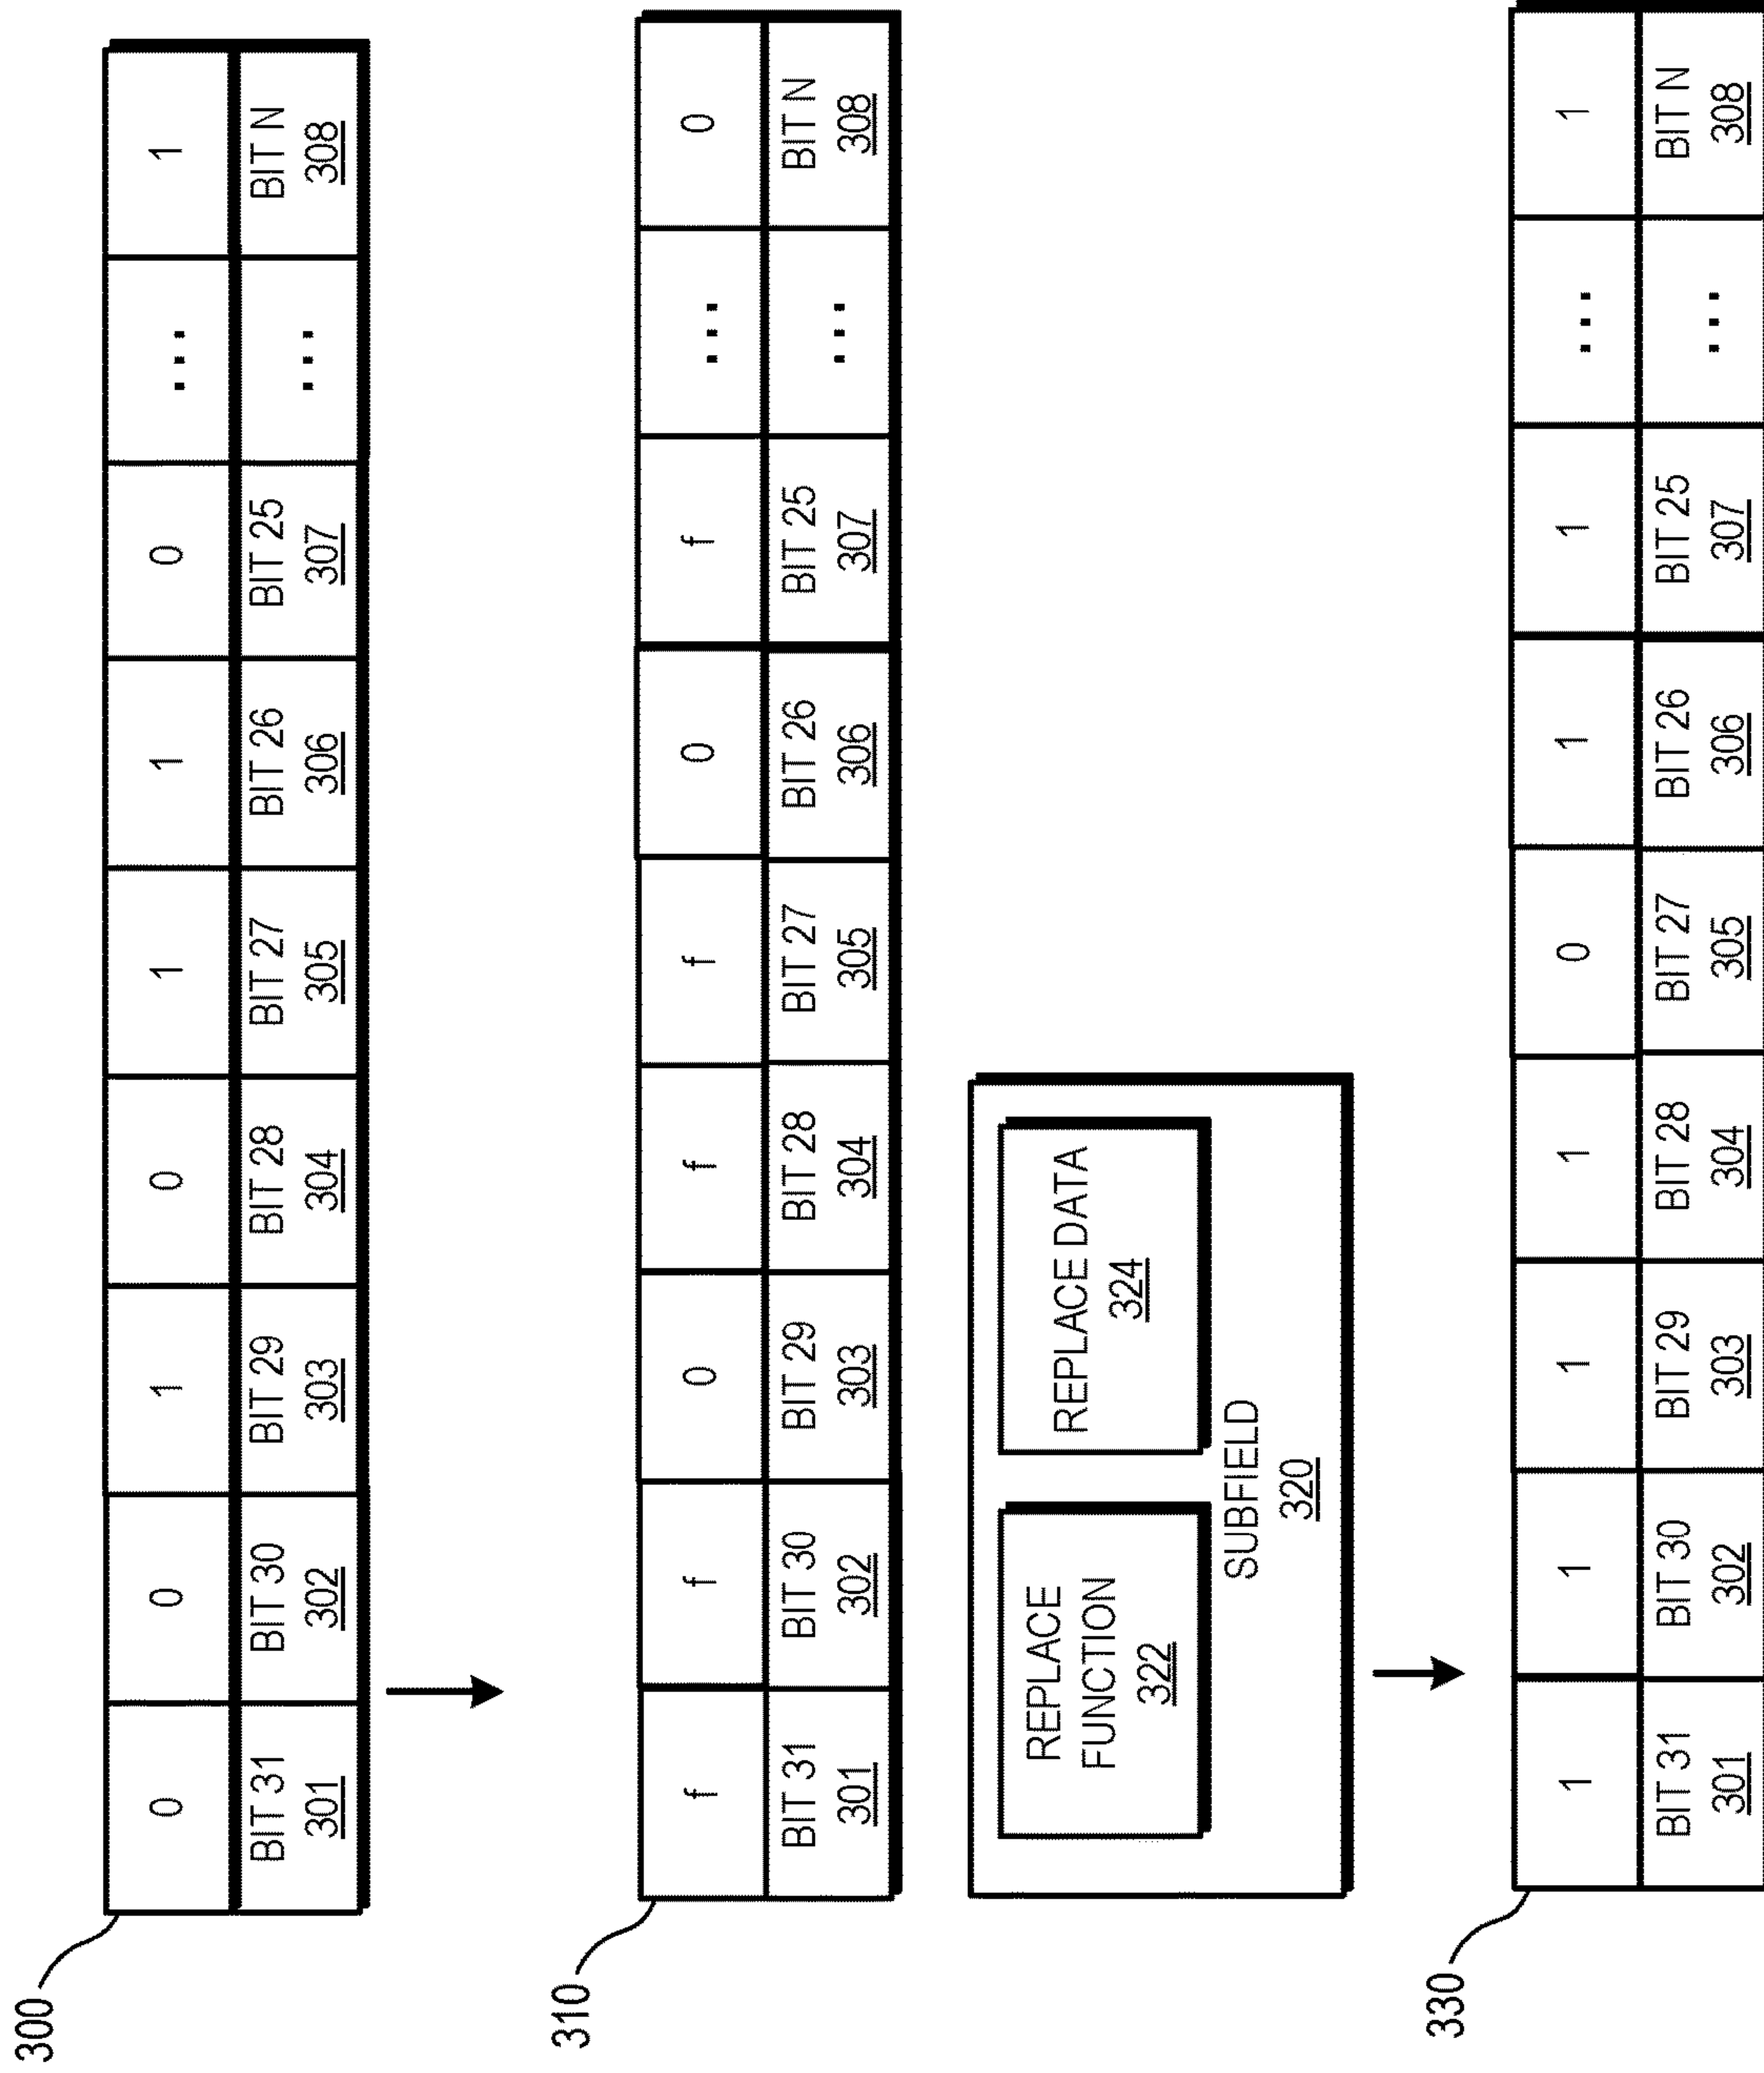 300
0 0 1 0 1 1 0 ... 1
BIT 31 BIT 30 BIT 29 BIT 28 BIT 27 BIT 26 BIT 25 ... BIT N
301 302 303 304 305 306 307 308
310
f f 0 f f 0 f ... 0
BIT 31 BIT 30 BIT 29 BIT 28 BIT 27 BIT 26 BIT 25 ... BIT N
301 302 303 304 305 306 307 308
REPLACE
FUNCTION
322
REPLACE DATA
324
SUBFIELD
320
330
1 1 1 1 0 1 1 ... 1
BIT 31 BIT 30 BIT 29 BIT 28 BIT 27 BIT 26 BIT 25 ... BIT N
301 302 303 304 305 306 307 308